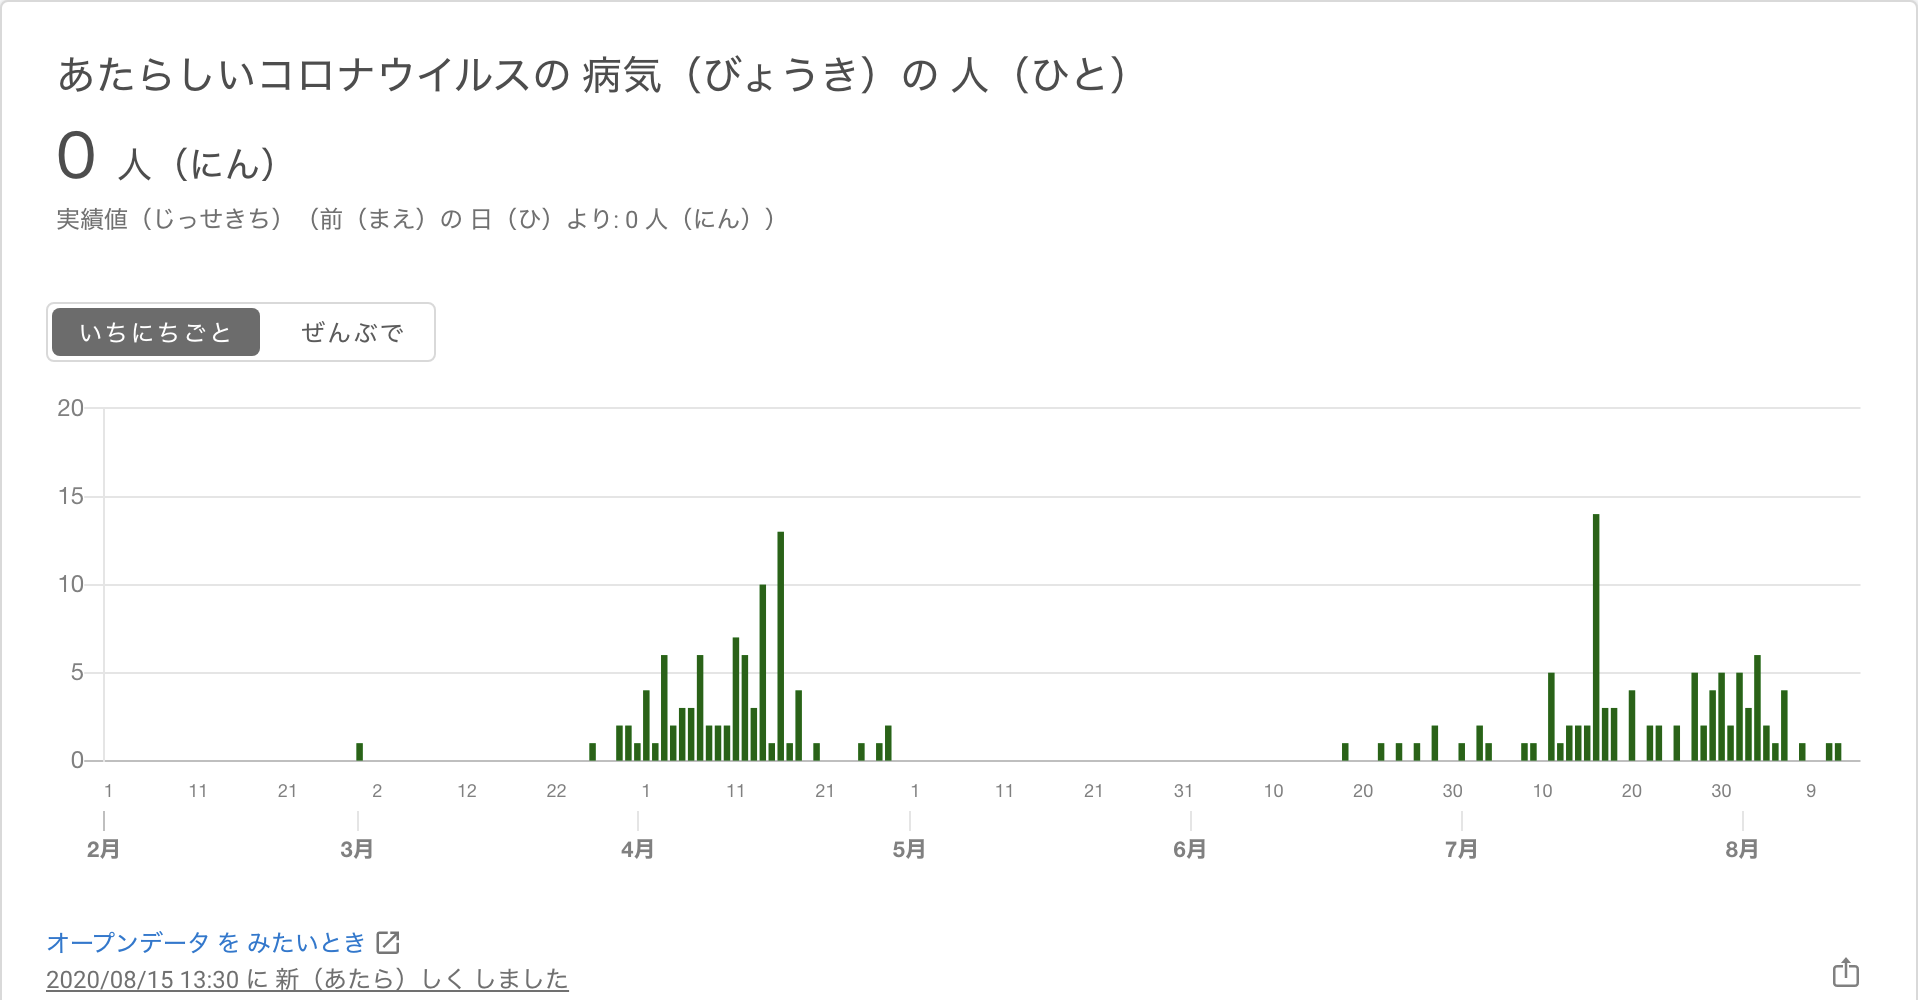 あたらしいコロナウイルスの 病気（びょうき）の 人（ひと）
0 人（にん）
実績値（じっせきち）（前（まえ）の 日（ひ）より: 0 人（にん））
いちにちごと ぜんぶで
20
15
10
5
0
1 11 21 2 12 22 1 11 21 1 11 21 31 10 20 30 10 20 30 9
2月 3月 4月 5月 6月 7月 8月
オープンデータ を みたいとき
2020/08/15 13:30 に 新（あたら）しく しました